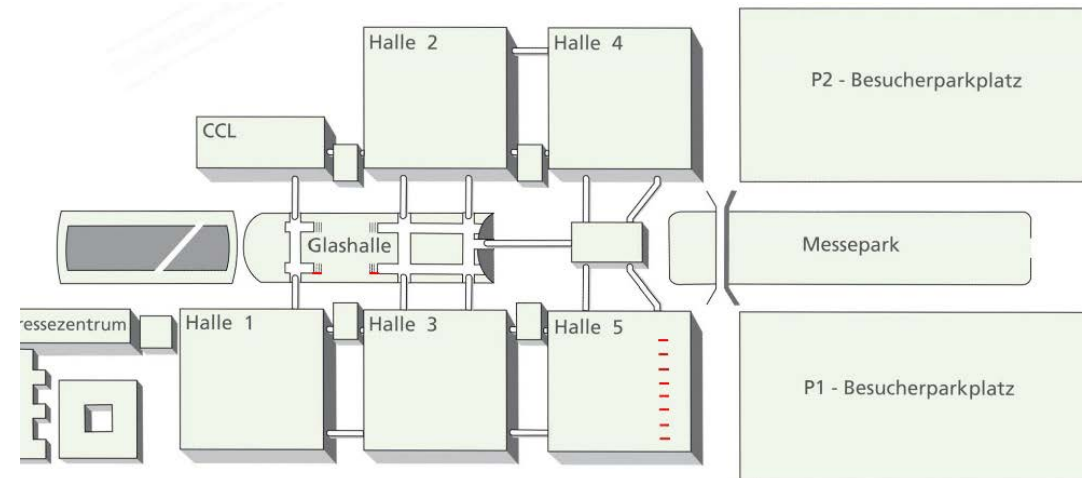 Halle 2
Halle 4
P2 - Besucherparkplatz
CCL
Glashalle
Messepark
ressezentrum
Halle 1
Halle 3
Halle 5
P1 - Besucherparkplatz